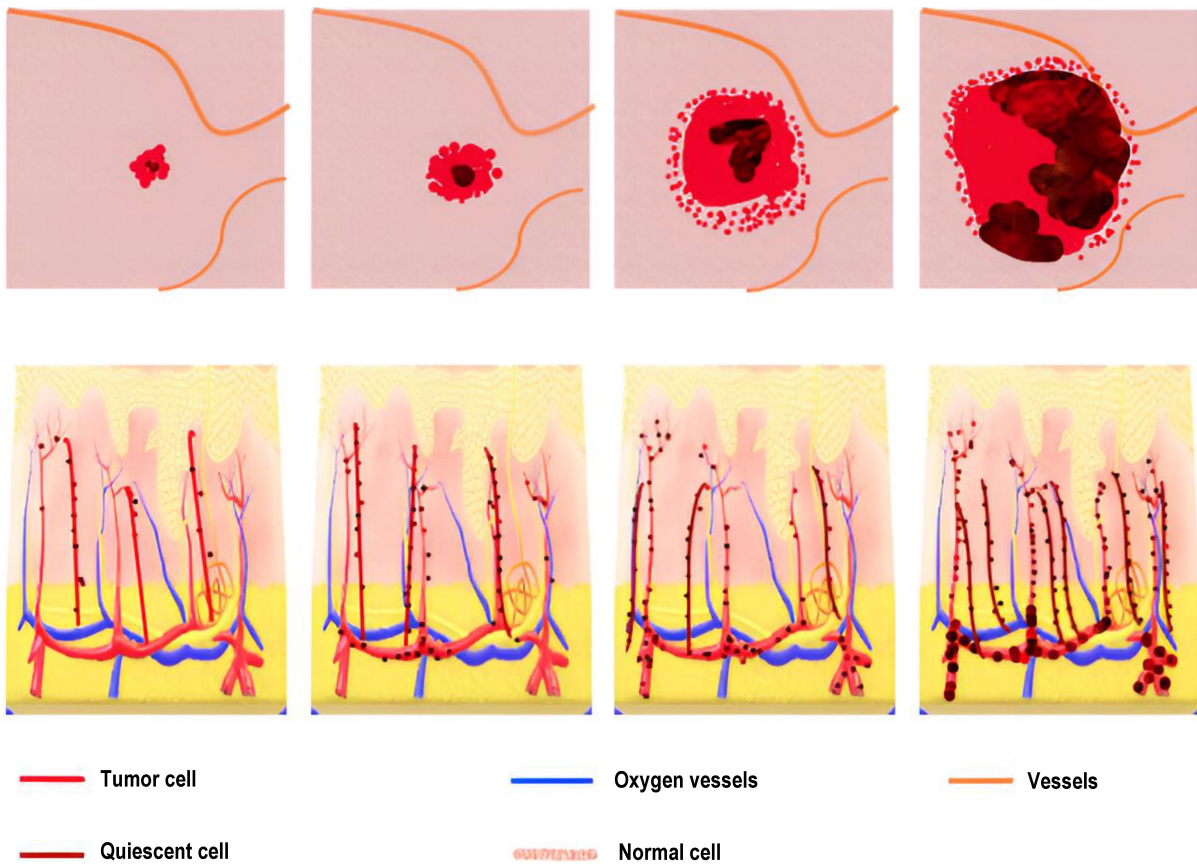 Tumor cell
Oxygen vessels
Vessels
Quiescent cell
Normal cell